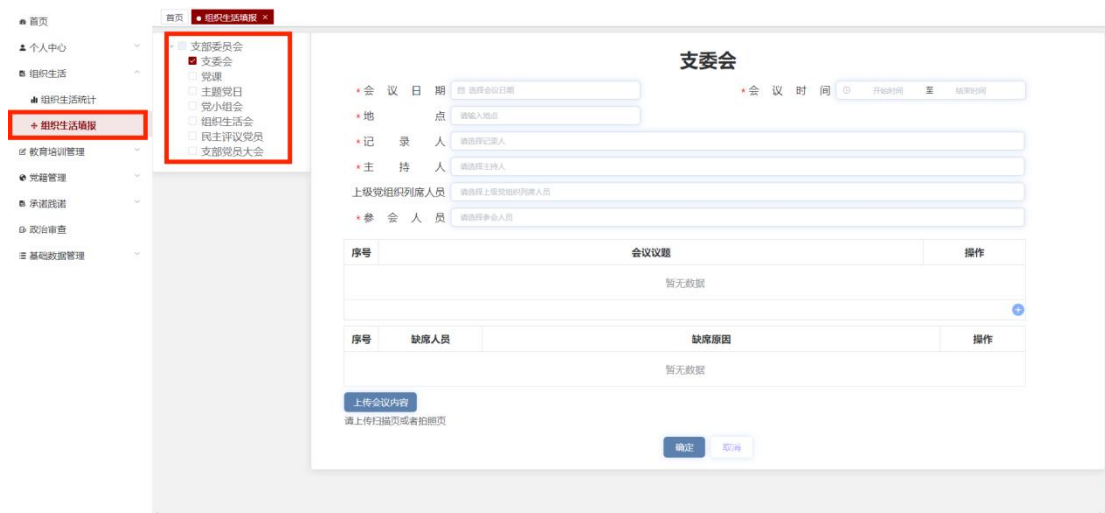 首页
个人中心
组织生活
组织生活统计
组织生活填报
教育培训管理
党籍管理
承诺践诺
政治审查
基础数据管理
首页 组织生活填报 ×
支部委员会
支委会
党课
主题党日
党小组会
组织生活会
民主评议党员
支部党员大会
支委会
*会议日期 选择会议日期 *会议时间 开始时间 至 结束时间
*地点 请输入地点
*记录人 请选择记录人
*主持人 请选择主持人
上级党组织列席人员 请选择上级党组织列席人员
*参会人员 请选择参会人员
序号 会议议题 操作
暂无数据
序号 缺席人员 缺席原因 操作
暂无数据
上传会议内容
请上传扫描页或者拍照页
确定 取消